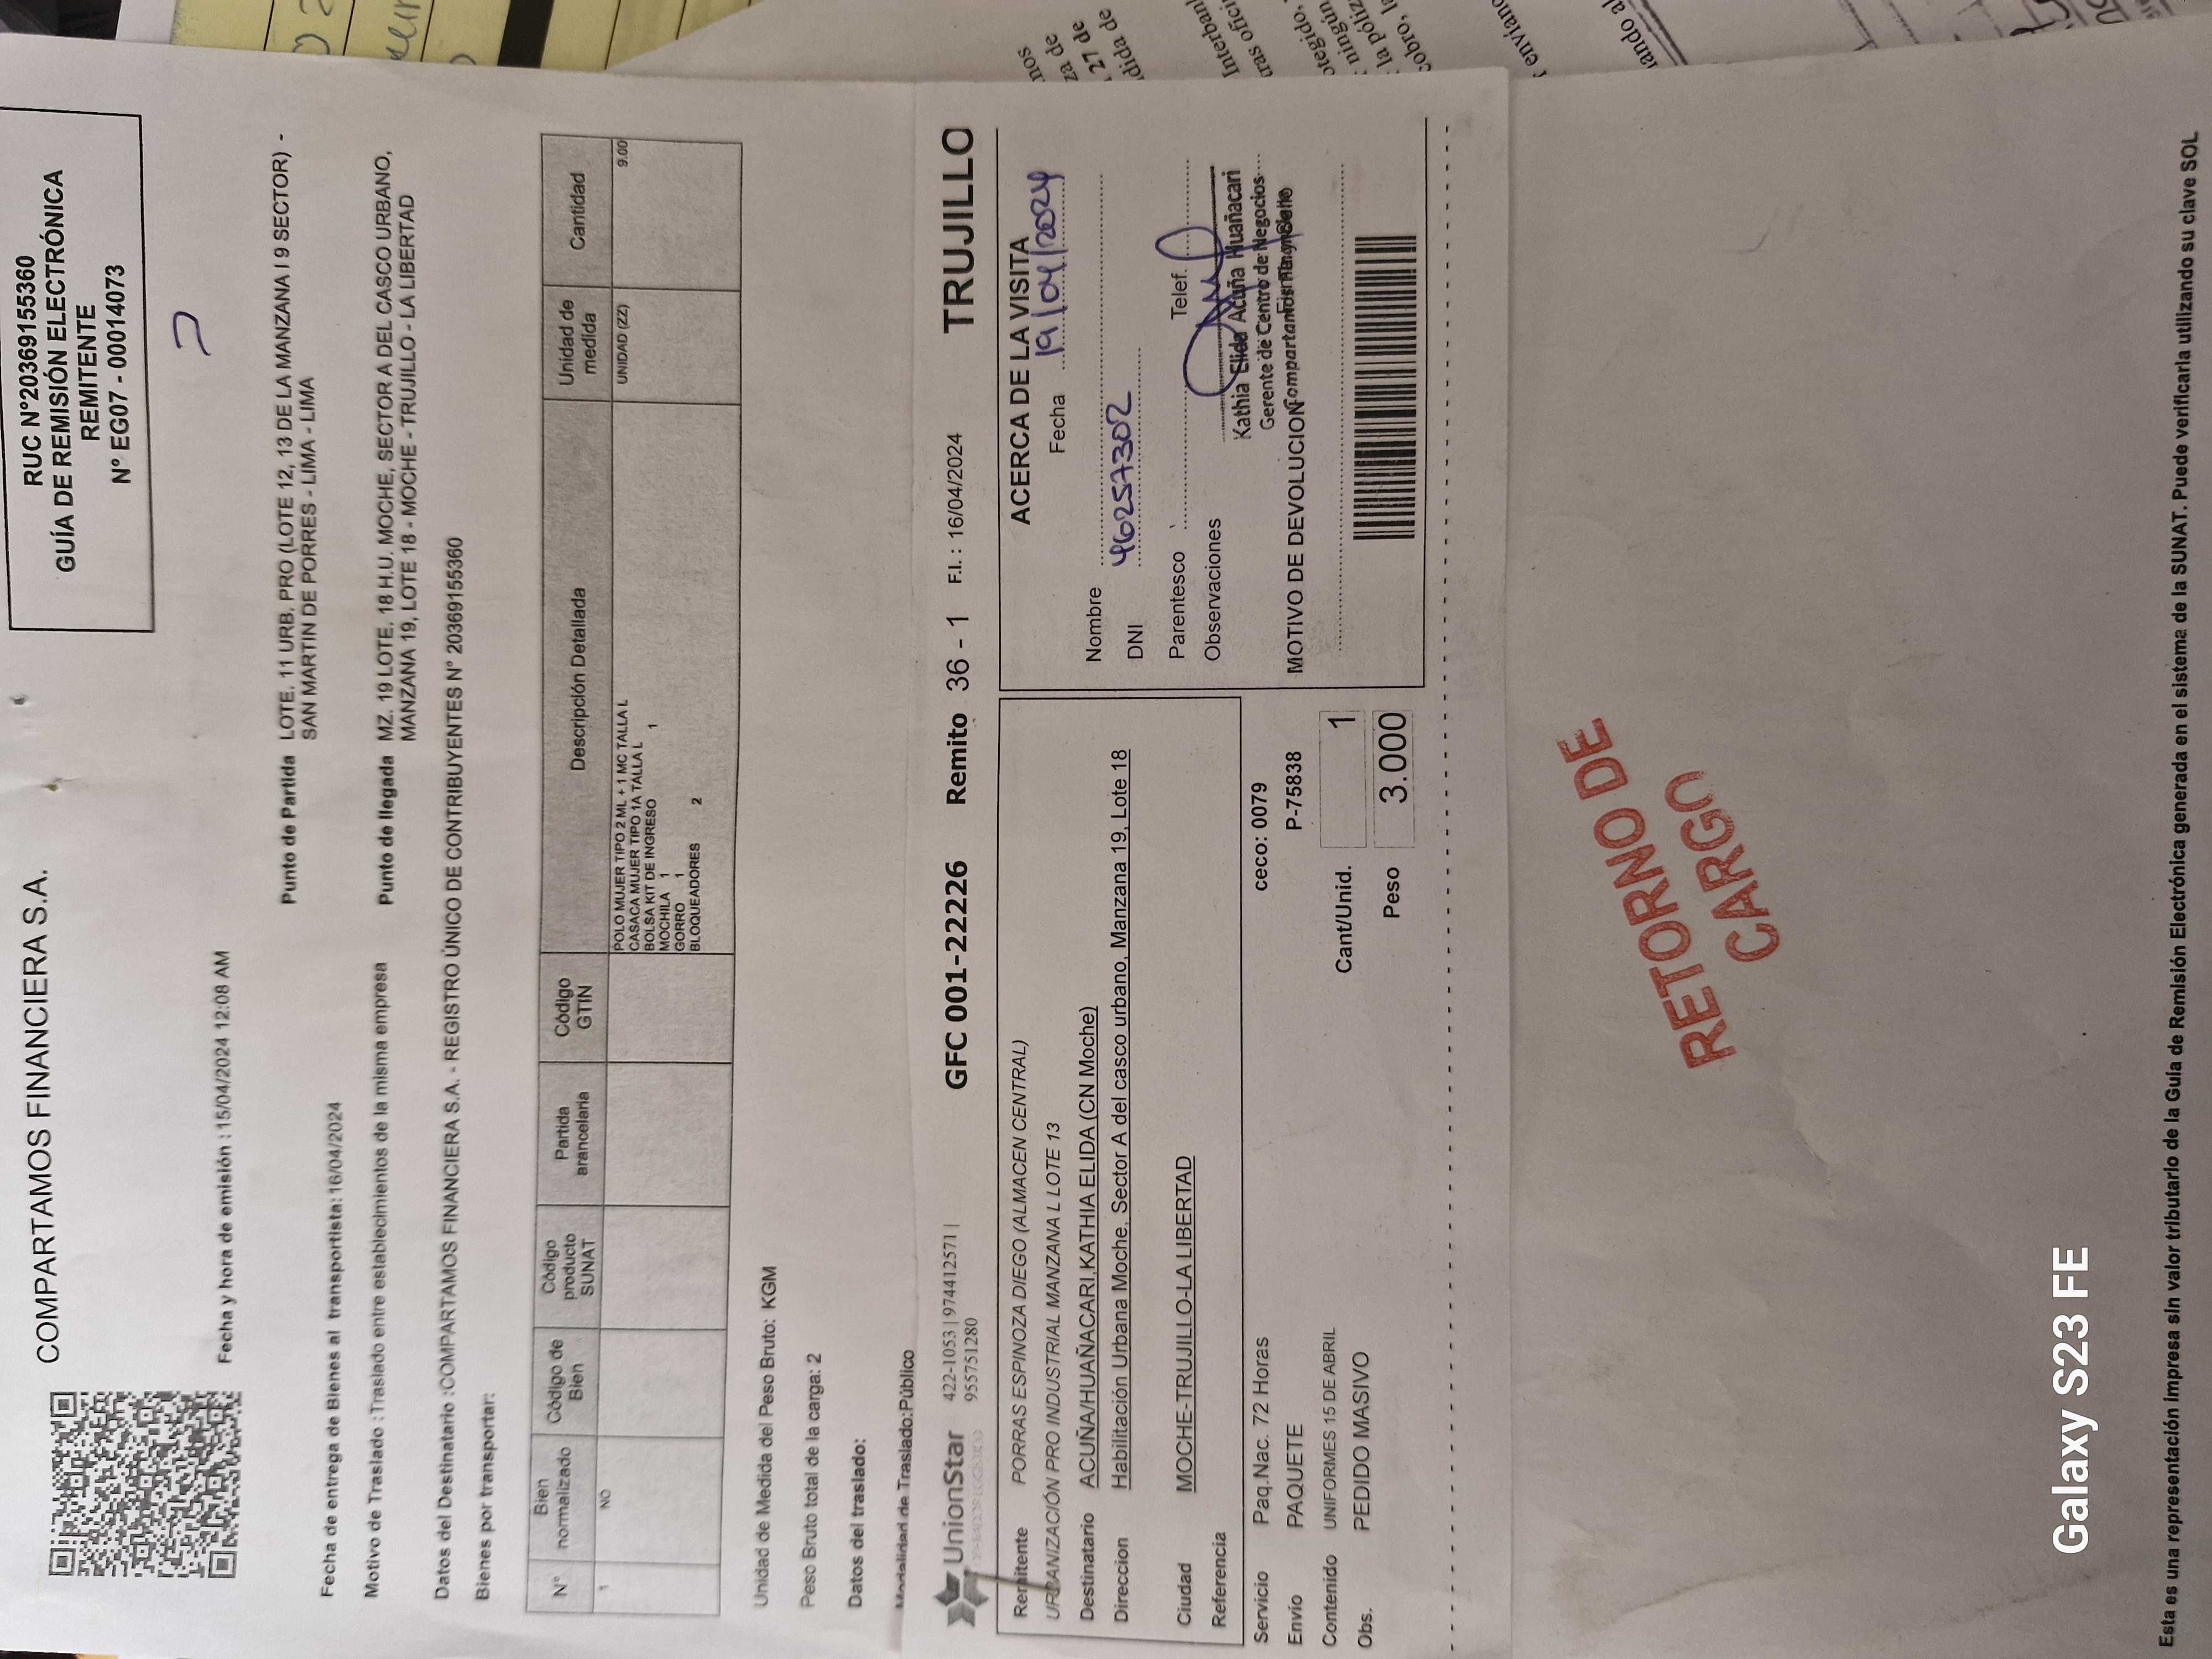 COMPARTAMOS FINANCIERA S.A.
RUC N°20369155360
GUÍA DE REMISIÓN ELECTRÓNICA
REMITENTE
N° EG07 - 00014073
Fecha y hora de emisión : 15/04/2024 12:08 AM
Punto de Partida LOTE. 11 URB. PRO (LOTE 12, 13 DE LA MANZANA I 9 SECTOR) -
SAN MARTIN DE PORRES - LIMA - LIMA
Fecha de entrega de Bienes al transportista: 16/04/2024
Motivo de Traslado :Traslado entre establecimientos de la misma empresa
Punto de llegada MZ. 19 LOTE. 18 H.U. MOCHE, SECTOR A DEL CASCO URBANO,
MANZANA 19, LOTE 18 - MOCHE - TRUJILLO - LA LIBERTAD
Datos del Destinatario :COMPARTAMOS FINANCIERA S.A. - REGISTRO ÚNICO DE CONTRIBUYENTES N° 20369155360
Bienes por transportar:
N° Bien normalizado Código de Bien Código producto SUNAT Partida arancelaria Código GTIN Descripción Detallada Unidad de medida Cantidad
1 NO POLO MUJER TIPO 2 ML + 1 MC TALLA L UNIDAD (ZZ) 9.00
CASACA MUJER TIPO 1A TALLA L
BOLSA KIT DE INGRESO 1
MOCHILA 1
GORRO 1
BLOQUEADORES 2
Unidad de Medida del Peso Bruto: KGM
Peso Bruto total de la carga: 2
Datos del traslado:
Modalidad de Traslado: Público
UnionStar 422-1053 | 974412571 |
955751280
GFC 001-22226 Remito 36 - 1 F.I. : 16/04/2024 TRUJILLO
Remitente PORRAS ESPINOZA DIEGO (ALMACEN CENTRAL)
URBANIZACIÓN PRO INDUSTRIAL MANZANA L LOTE 13
Destinatario ACUÑA/HUAÑACARI,KATHIA ELIDA (CN Moche)
Direccion Habilitación Urbana Moche, Sector A del casco urbano, Manzana 19, Lote 18
Ciudad MOCHE-TRUJILLO-LA LIBERTAD
Referencia
Servicio Paq.Nac. 72 Horas ceco: 0079
Envío PAQUETE P-75838
Contenido UNIFORMES 15 DE ABRIL Cant/Unid. 1
Obs. PEDIDO MASIVO Peso 3.000
ACERCA DE LA VISITA
Fecha 19/04/2024
Nombre
DNI 46257302
Parentesco Telef.
Observaciones
Kathia Elida Acuña Huañacari
Gerente de Centro de Negocios
Compartamos Financiera
MOTIVO DE DEVOLUCION
RETORNO DE
CARGO
Galaxy S23 FE
Esta es una representación impresa sin valor tributario de la Guía de Remisión Electrónica generada en el sistema de la SUNAT. Puede verificarla utilizando su clave SOL